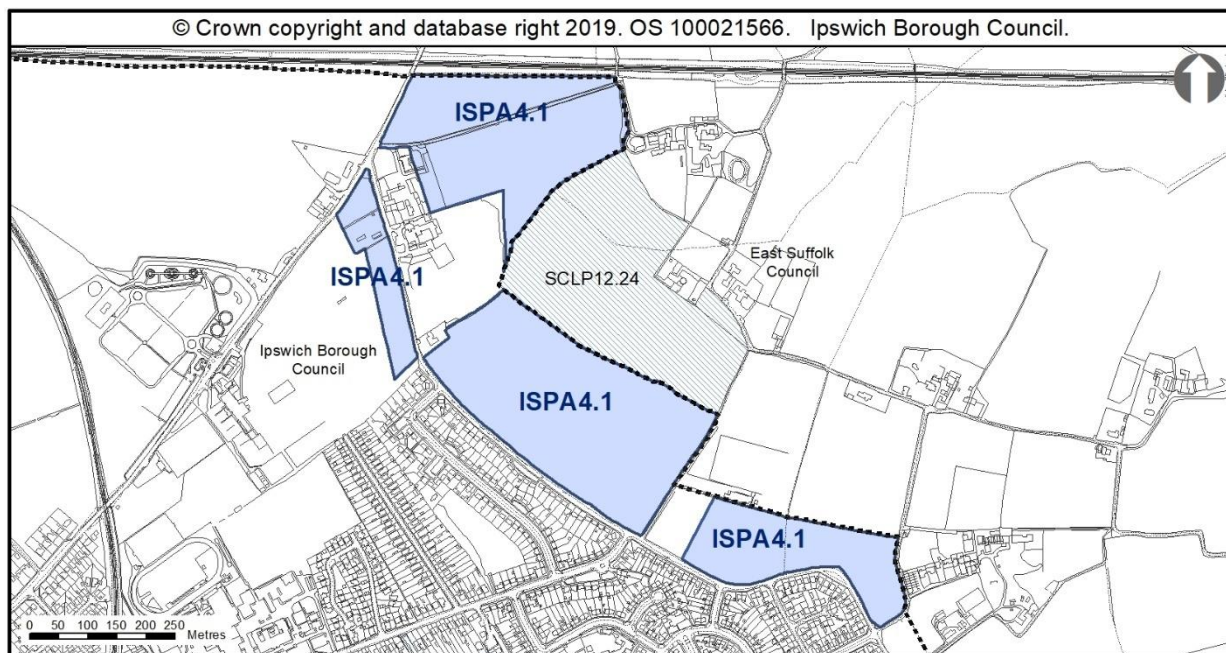 © Crown copyright and database right 2019. OS 100021566. Ipswich Borough Council.
ISPA4.1
ISPA4.1
SCLP12.24
East Suffolk
Council
Ipswich Borough
Council
ISPA4.1
ISPA4.1
0 50 100 150 200 250
Metres